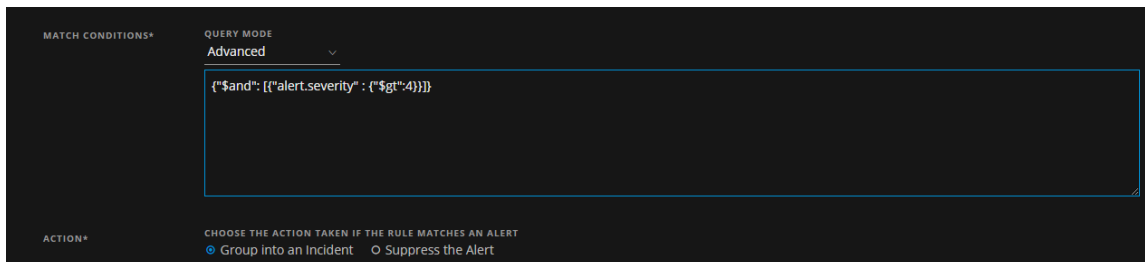 MATCH CONDITIONS*
QUERY MODE
Advanced
{"$and": [{"alert.severity" : {"$gt":4}}]}
ACTION*
CHOOSE THE ACTION TAKEN IF THE RULE MATCHES AN ALERT
Group into an Incident Suppress the Alert